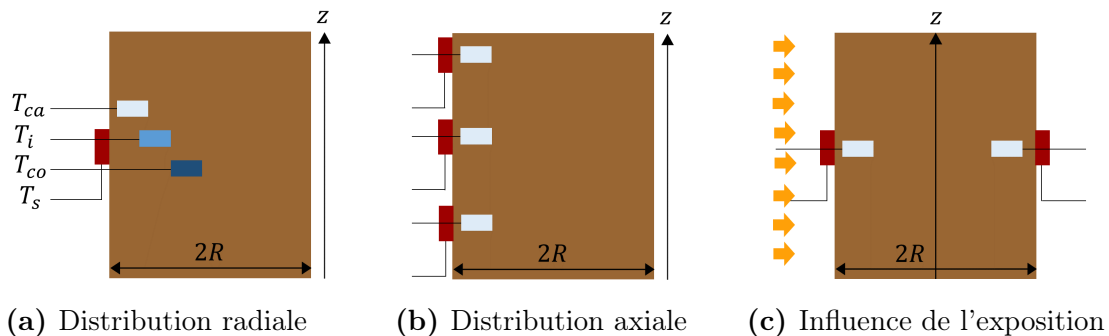 z
T_ca
T_i
T_co
T_s
2R
(a) Distribution radiale
z
2R
(b) Distribution axiale
z
2R
(c) Influence de l'exposition